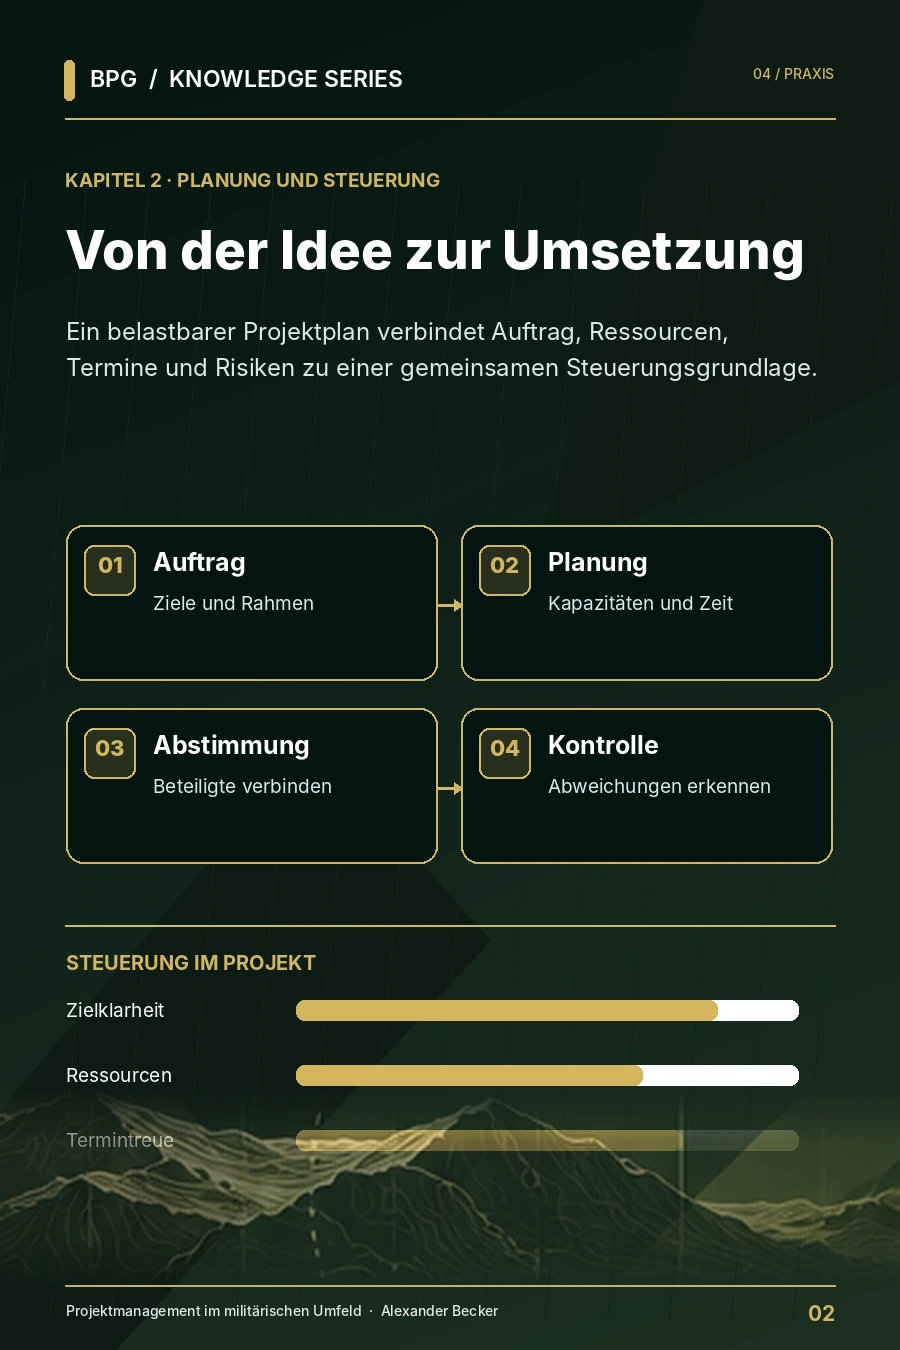 BPG / KNOWLEDGE SERIES
04 / PRAXIS
KAPITEL 2 · PLANUNG UND STEUERUNG
Von der Idee zur Umsetzung
Ein belastbarer Projektplan verbindet Auftrag, Ressourcen,
Termine und Risiken zu einer gemeinsamen Steuerungsgrundlage.
01 Auftrag
Ziele und Rahmen
02 Planung
Kapazitäten und Zeit
03 Abstimmung
Beteiligte verbinden
04 Kontrolle
Abweichungen erkennen
STEUERUNG IM PROJEKT
Zielklarheit
Ressourcen
Termintreue
Projektmanagement im militärischen Umfeld · Alexander Becker
02